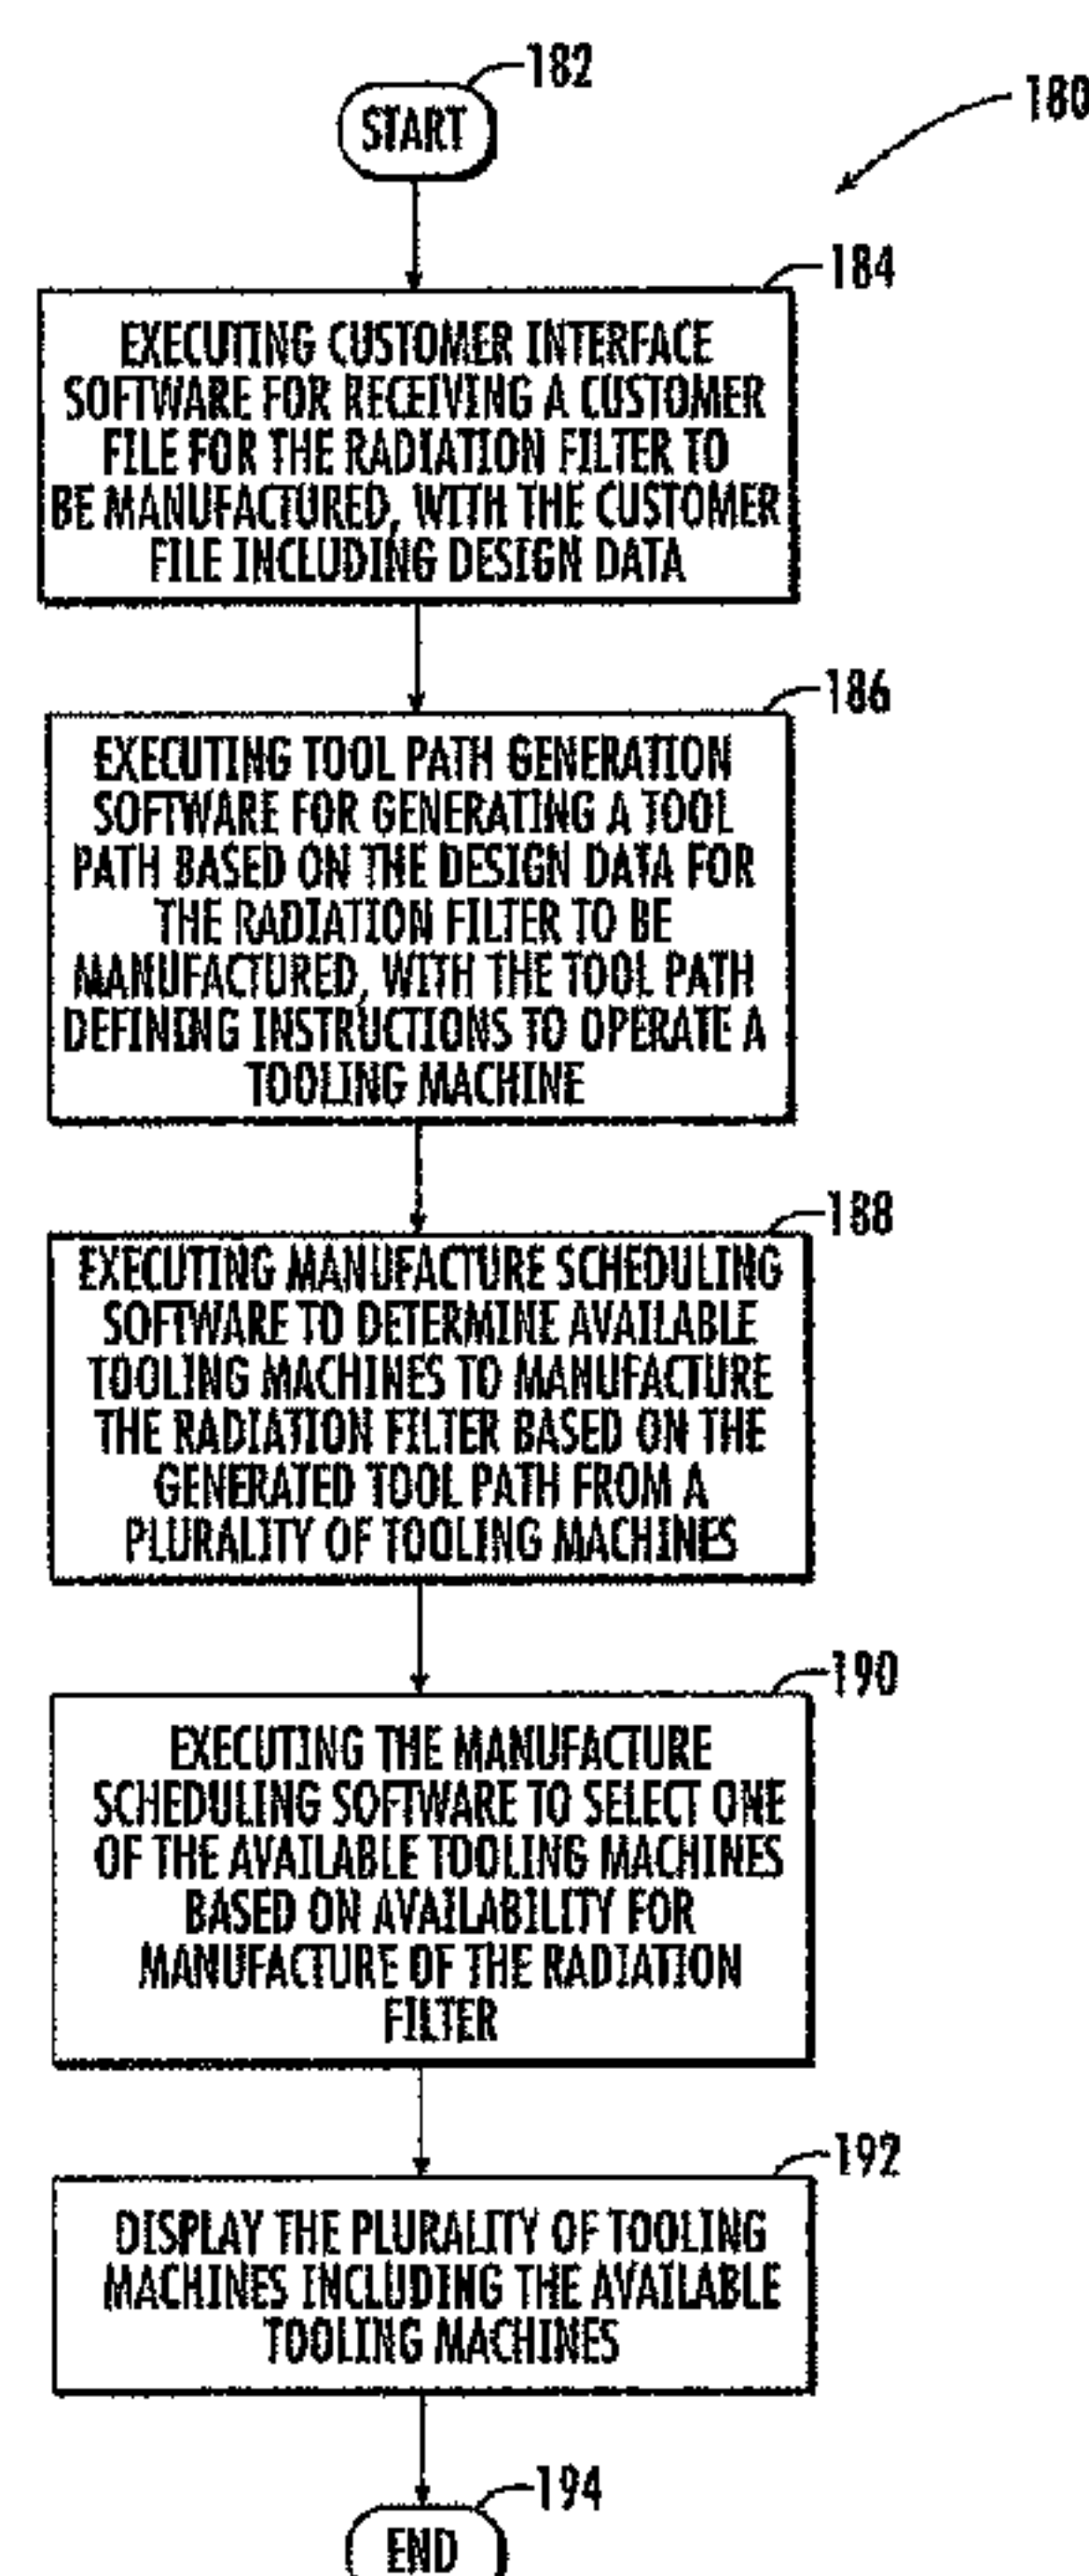 182
START
180
184
EXECUTING CUSTOMER INTERFACE
SOFTWARE FOR RECEIVING A CUSTOMER
FILE FOR THE RADIATION FILTER TO
BE MANUFACTURED, WITH THE CUSTOMER
FILE INCLUDING DESIGN DATA
186
EXECUTING TOOL PATH GENERATION
SOFTWARE FOR GENERATING A TOOL
PATH BASED ON THE DESIGN DATA FOR
THE RADIATION FILTER TO BE
MANUFACTURED, WITH THE TOOL PATH
DEFINING INSTRUCTIONS TO OPERATE A
TOOLING MACHINE
188
EXECUTING MANUFACTURE SCHEDULING
SOFTWARE TO DETERMINE AVAILABLE
TOOLING MACHINES TO MANUFACTURE
THE RADIATION FILTER BASED ON THE
GENERATED TOOL PATH FROM A
PLURALITY OF TOOLING MACHINES
190
EXECUTING THE MANUFACTURE
SCHEDULING SOFTWARE TO SELECT ONE
OF THE AVAILABLE TOOLING MACHINES
BASED ON AVAILABILITY FOR
MANUFACTURE OF THE RADIATION
FILTER
192
DISPLAY THE PLURALITY OF TOOLING
MACHINES INCLUDING THE AVAILABLE
TOOLING MACHINES
194
END